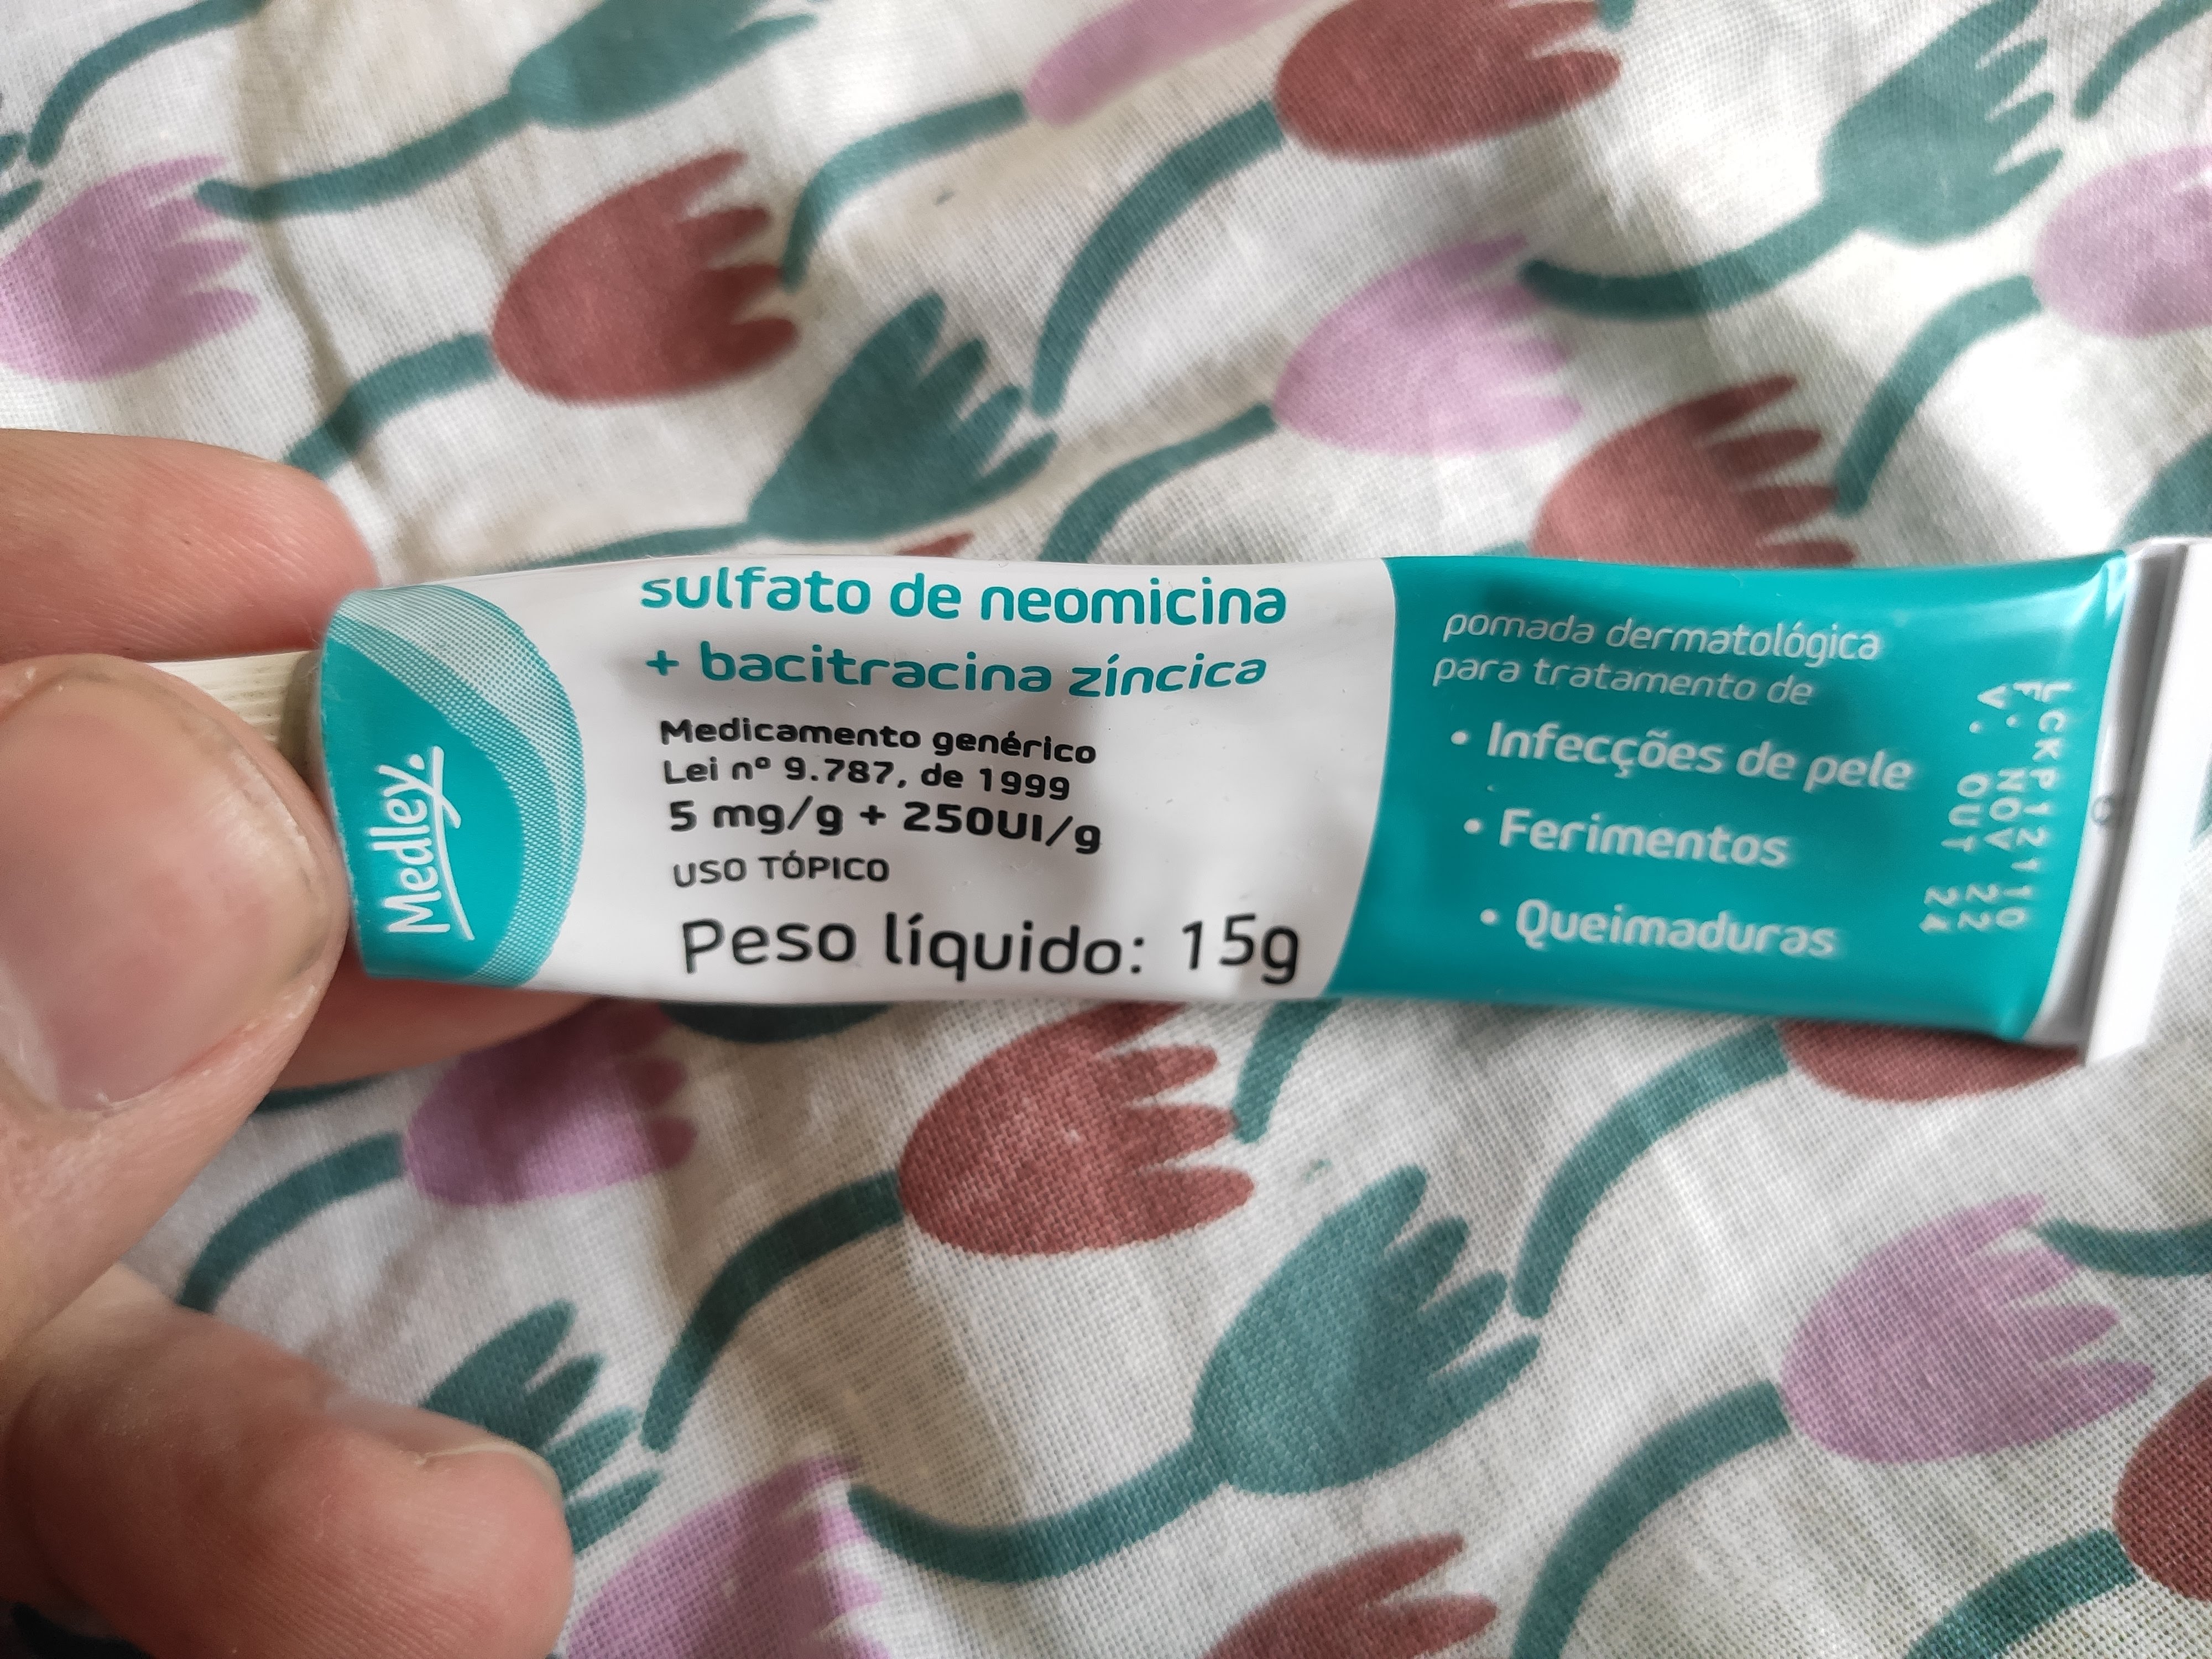 Medley.
sulfato de neomicina
+ bacitracina zíncica
Medicamento genérico
Lei nº 9.787, de 1999
5 mg/g + 250UI/g
USO TÓPICO
Peso líquido: 15g
pomada dermatológica
para tratamento de
• Infecções de pele
• Ferimentos
• Queimaduras
F. NOV 22
V. OUT 24